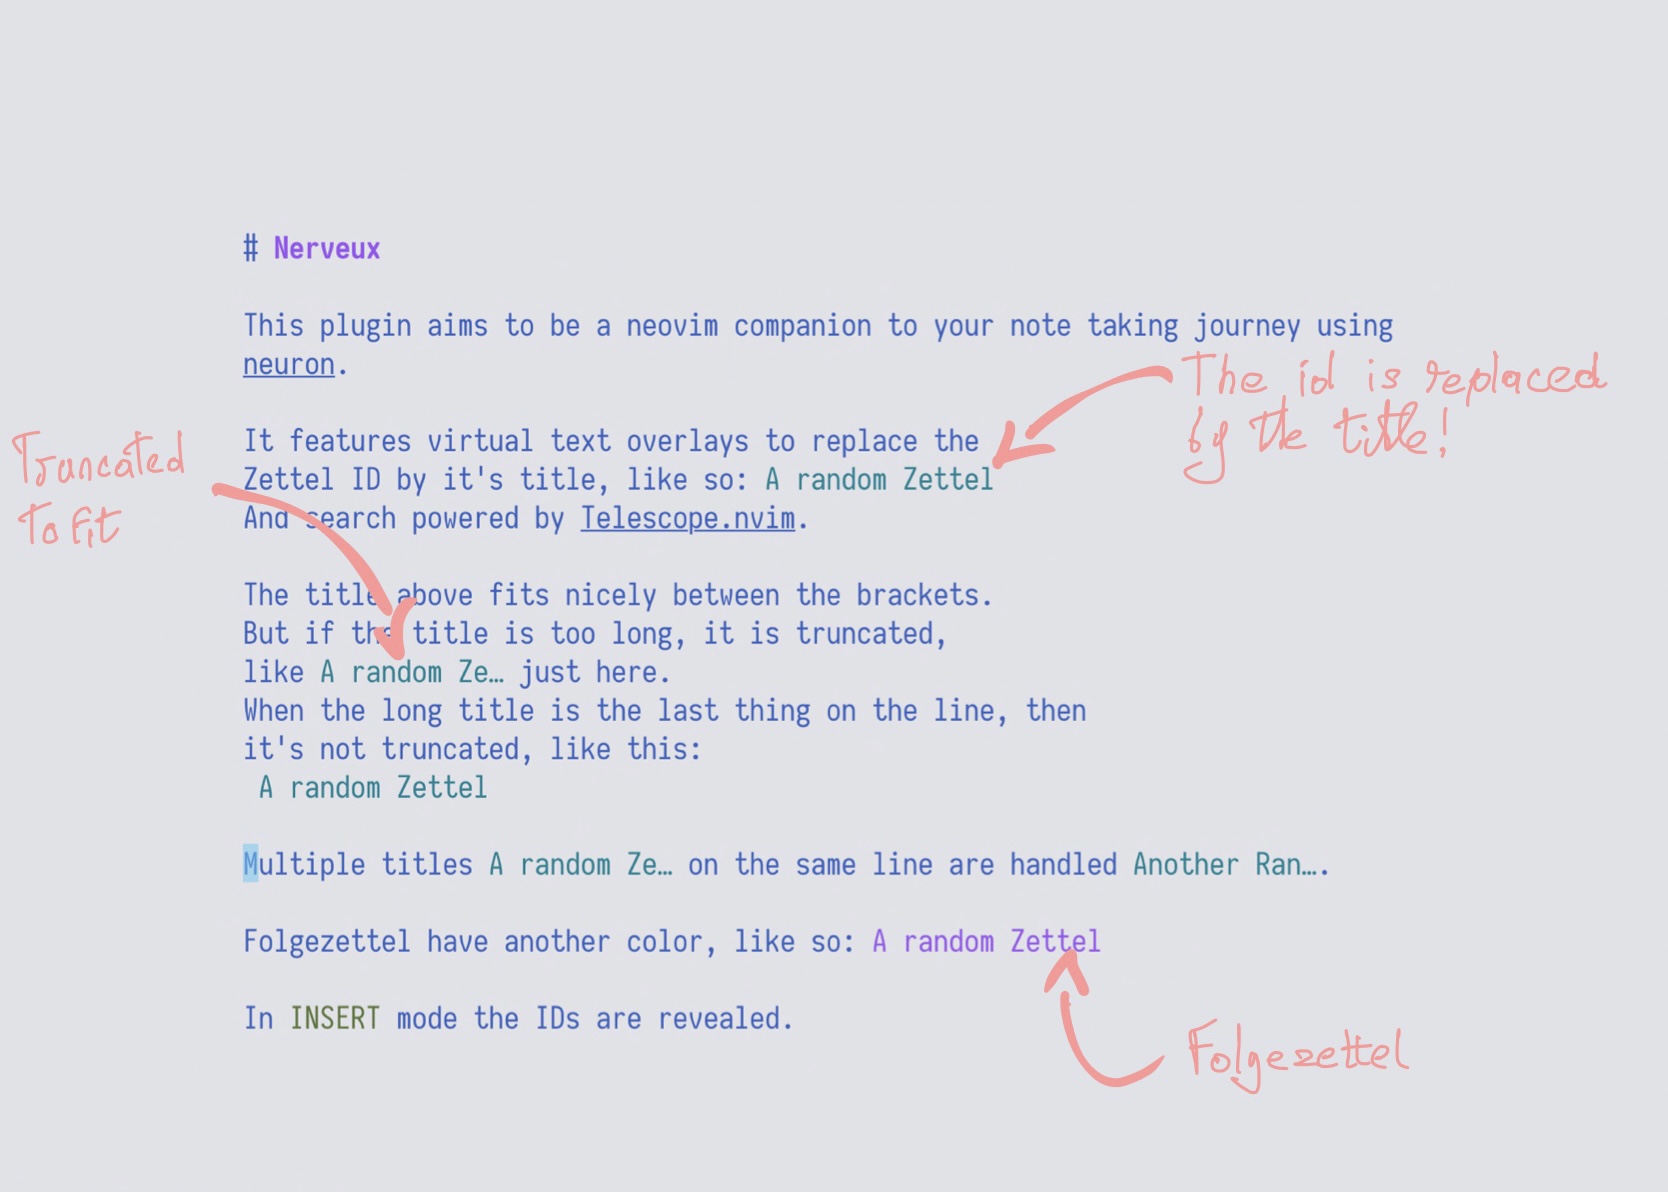 # Nerveux
This plugin aims to be a neovim companion to your note taking journey using
neuron.
The id is replaced
by the title!
It features virtual text overlays to replace the
Zettel ID by it's title, like so: A random Zettel
And search powered by Telescope.nvim.
Truncated
To fit
The title above fits nicely between the brackets.
But if the title is too long, it is truncated,
like A random Ze… just here.
When the long title is the last thing on the line, then
it's not truncated, like this:
A random Zettel
Multiple titles A random Ze… on the same line are handled Another Ran….
Folgezettel have another color, like so: A random Zettel
In INSERT mode the IDs are revealed.
Folgezettel